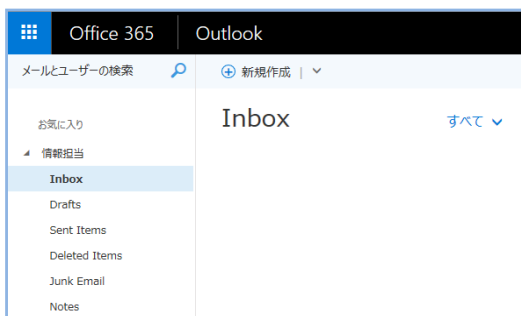 Office 365 Outlook
メールとユーザーの検索 新規作成
Inbox すべて
お気に入り
情報担当
Inbox
Drafts
Sent Items
Deleted Items
Junk Email
Notes